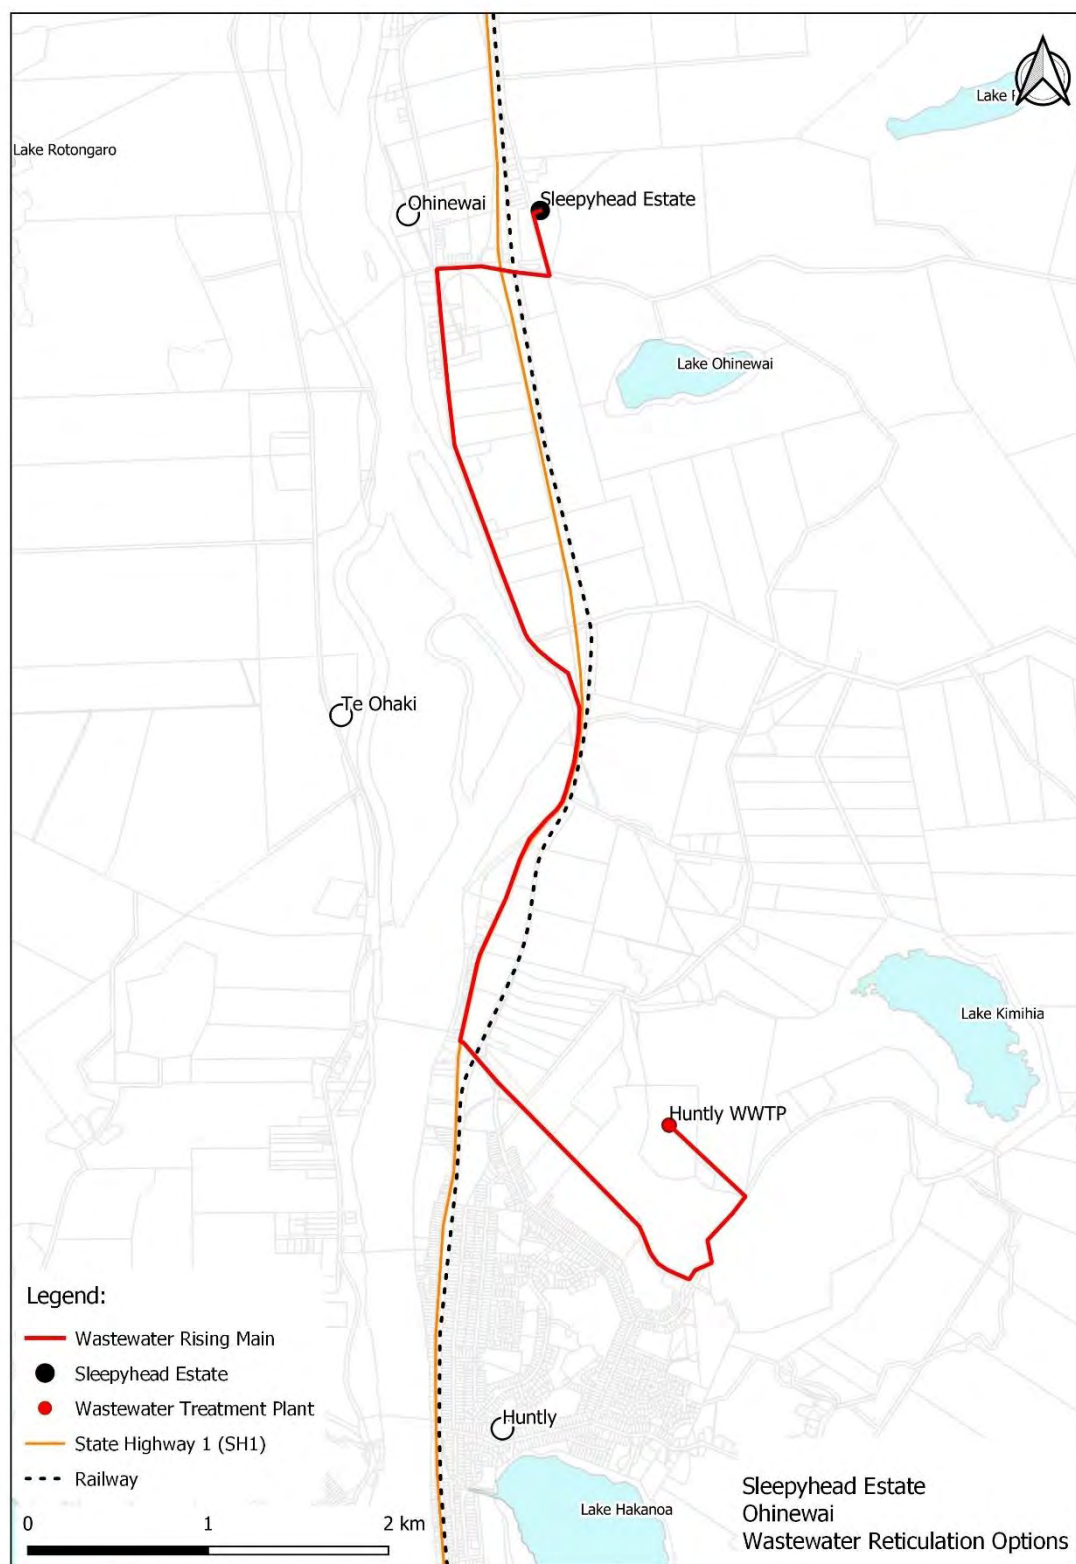 Lake
Lake Rotongaro
Ohinewai
Sleepyhead Estate
Lake Ohinewai
Te Ohaki
Lake Kimihia
Huntly WWTP
Legend:
Wastewater Rising Main
Sleepyhead Estate
Wastewater Treatment Plant
State Highway 1 (SH1)
Railway
Huntly
Lake Hakanoa
0 1 2 km
Sleepyhead Estate
Ohinewai
Wastewater Reticulation Options